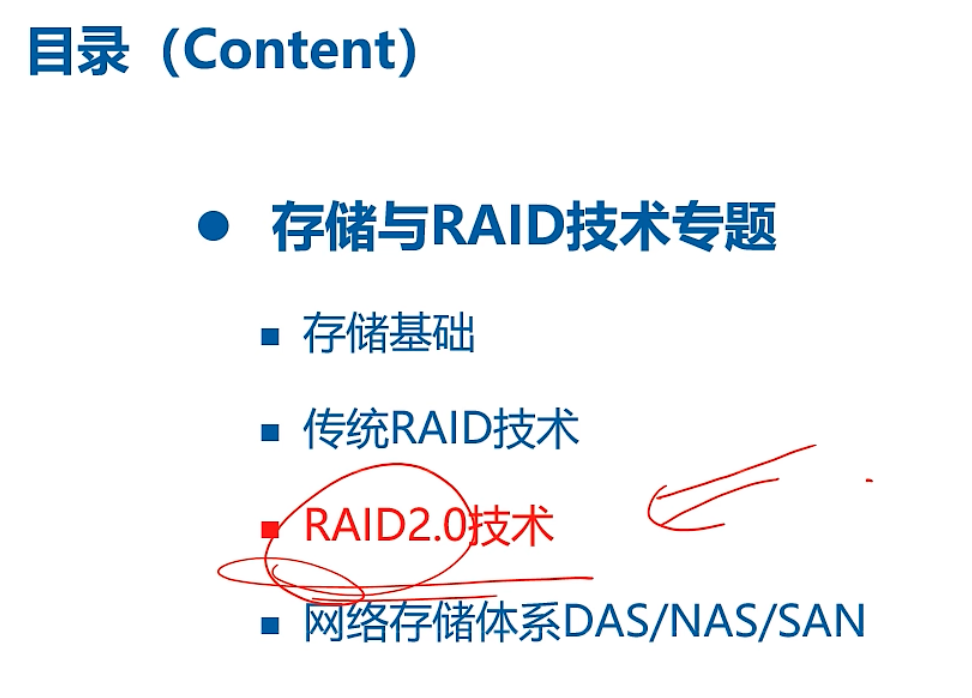 目录（Content）
存储与RAID技术专题
存储基础
传统RAID技术
RAID2.0技术
网络存储体系DAS/NAS/SAN